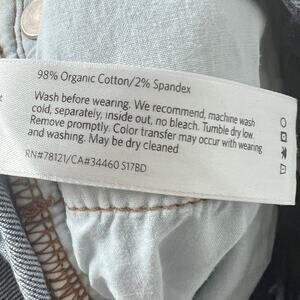 98% Organic Cotton/2% Spandex
Wash before wearing. We recommend, machine wash
cold, separately, inside out, no bleach. Tumble dry low.
Remove promptly. Color transfer may occur with wearing
and washing. May be dry cleaned
RN#78121/CA#34460 S17BD